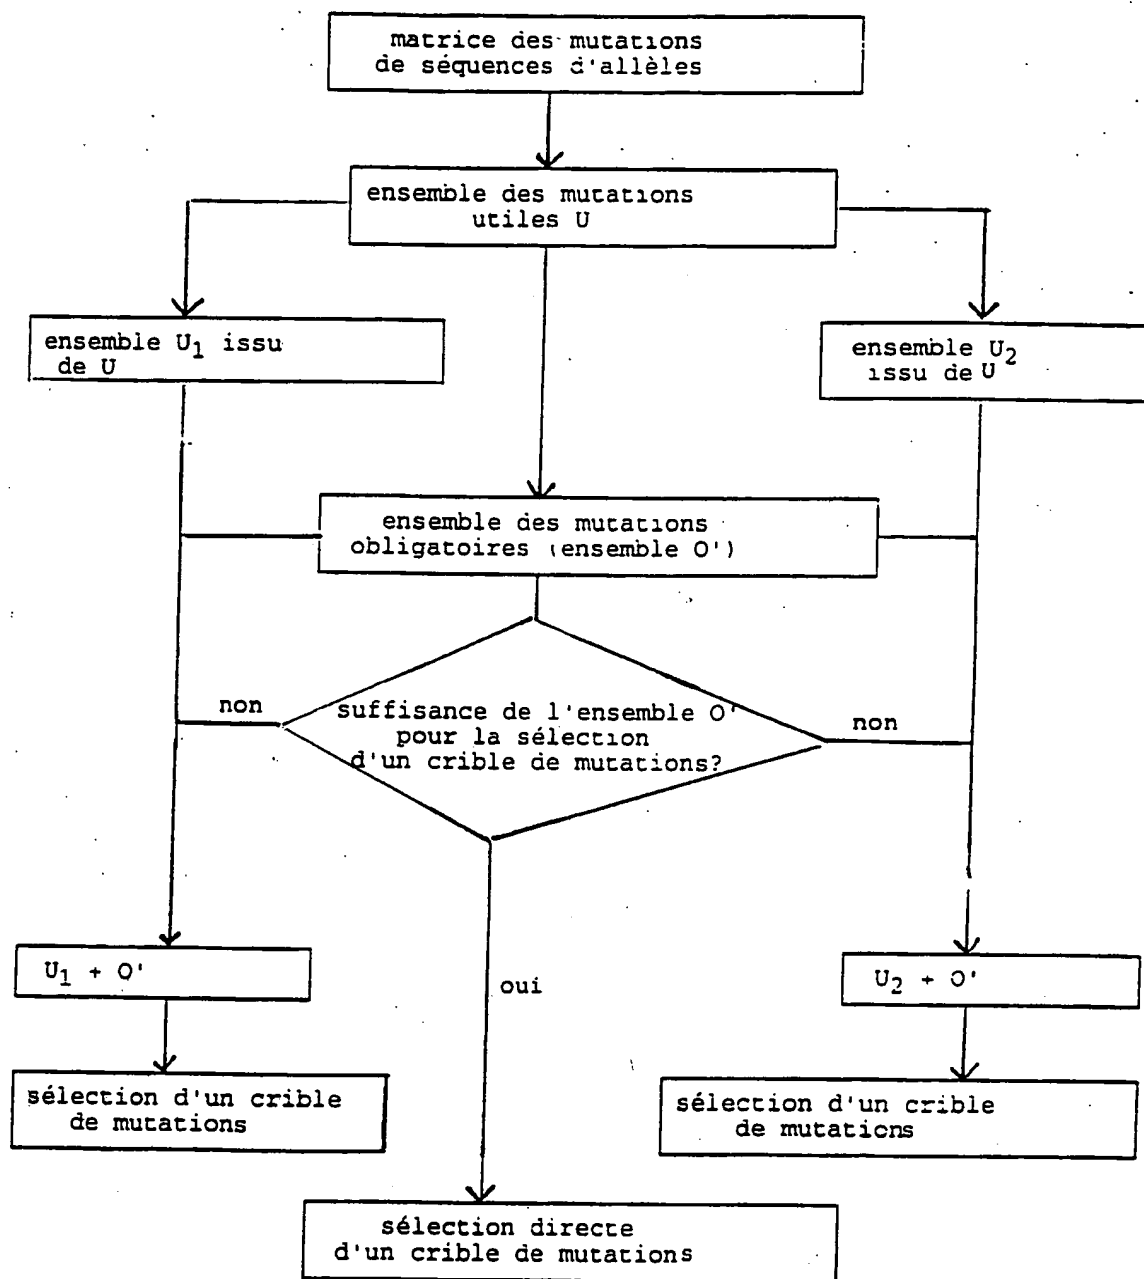 matrice des mutations
de séquences d'allèles
ensemble des mutations
utiles U
ensemble U1 issu
de U
ensemble U2
issu de U
ensemble des mutations
obligatoires (ensemble O')
non
suffisance de l'ensemble O'
pour la sélection
d'un crible de mutations?
non
U1 + O'
oui
U2 + O'
sélection d'un crible
de mutations
sélection d'un crible
de mutations
sélection directe
d'un crible de mutations